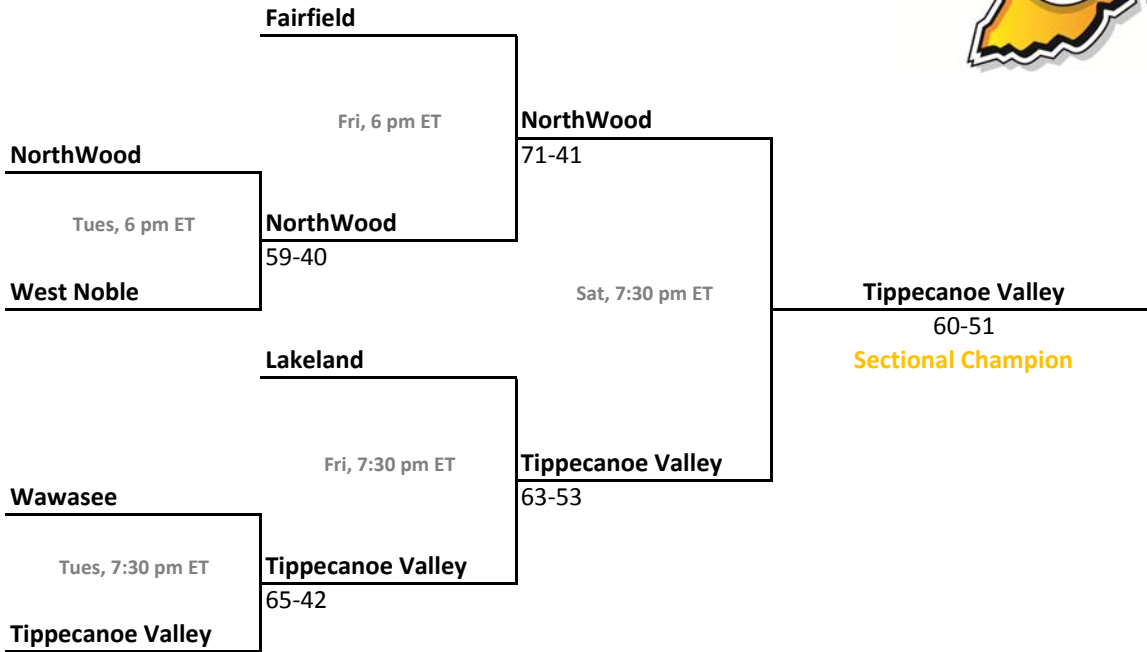 Fairfield
Fri, 6 pm ET
NorthWood
71-41
NorthWood
Tues, 6 pm ET
NorthWood
59-40
West Noble
Sat, 7:30 pm ET
Tippecanoe Valley
60-51
Sectional Champion
Lakeland
Fri, 7:30 pm ET
Tippecanoe Valley
63-53
Wawasee
Tues, 7:30 pm ET
Tippecanoe Valley
65-42
Tippecanoe Valley